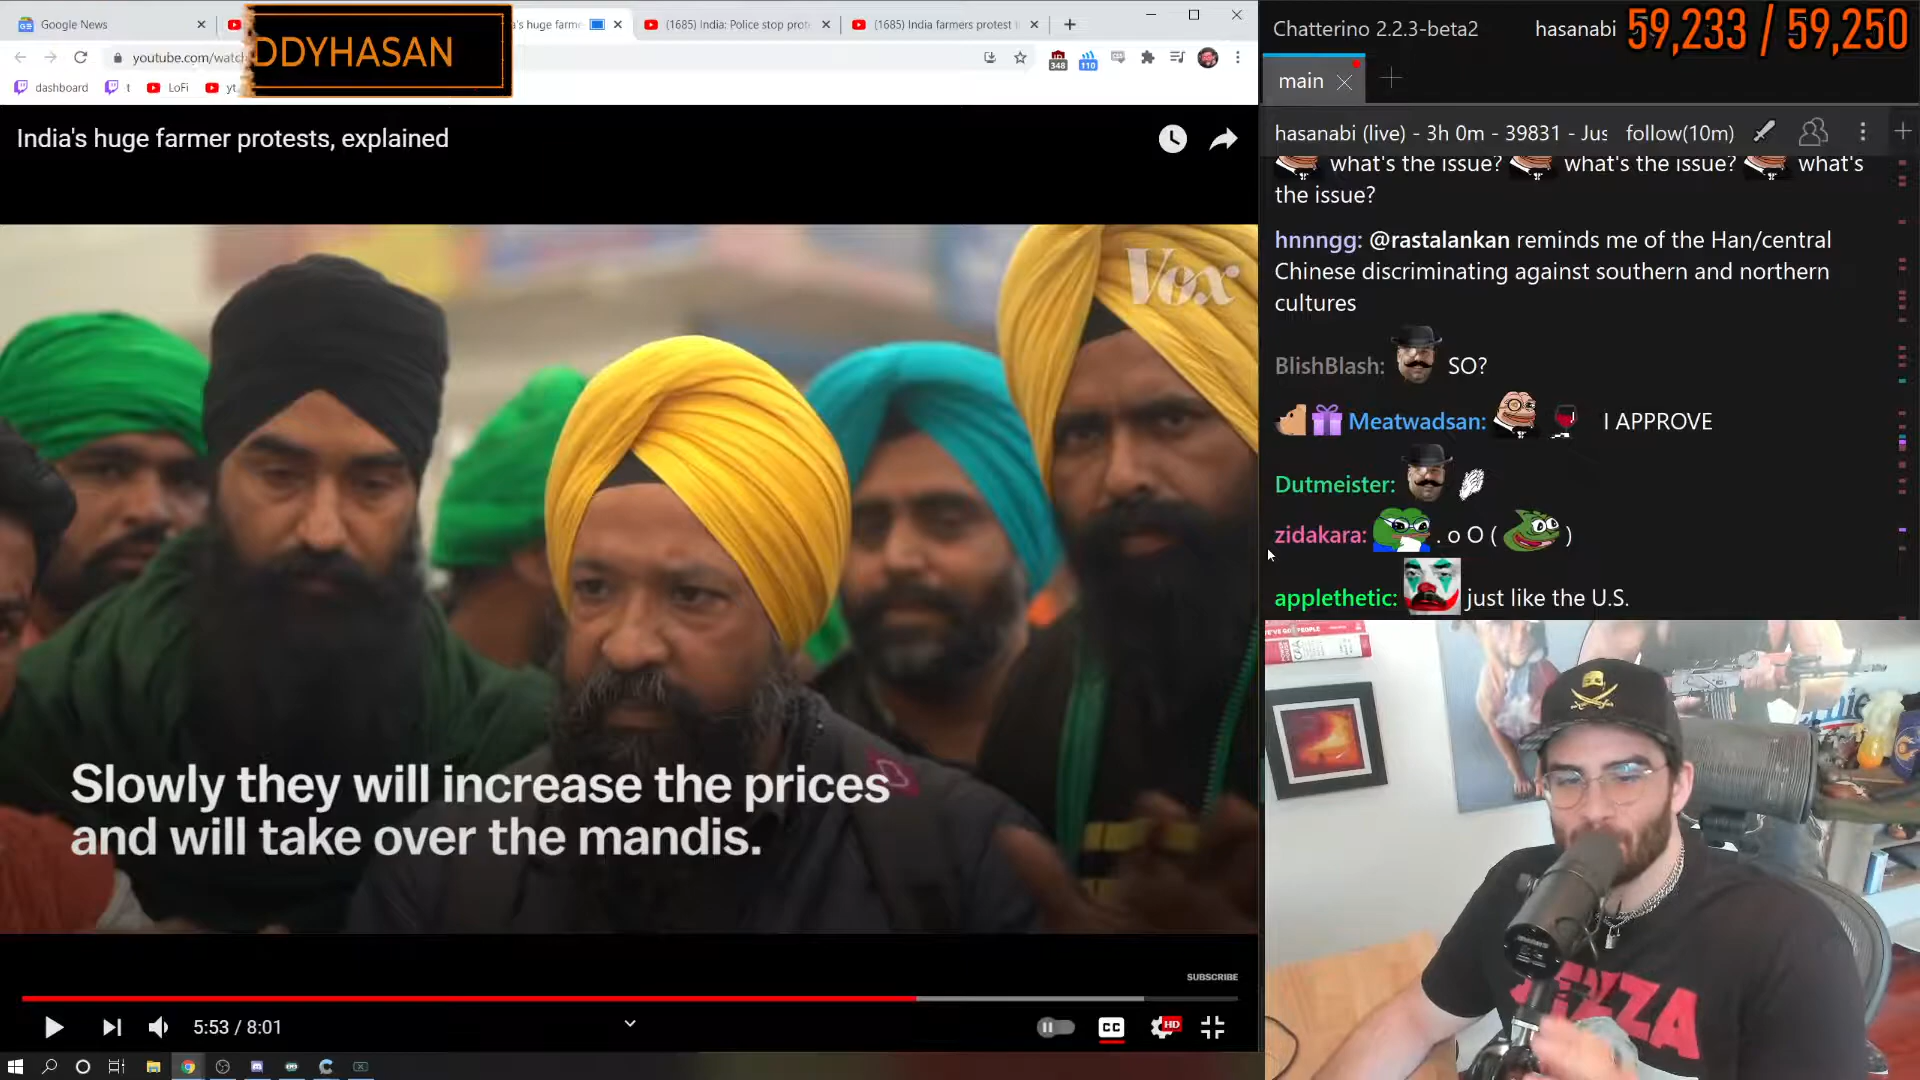 Google News
's huge farme
(1685) India: Police stop prot
(1685) India farmers protest i
DDYHASAN
youtube.com/watch
348
110
dashboard
t
LoFi
yt
India's huge farmer protests, explained
Vox
Slowly they will increase the prices
and will take over the mandis.
SUBSCRIBE
5:53 / 8:01
CC
HD
Chatterino 2.2.3-beta2
hasanabi
59,233 / 59,250
main
hasanabi (live) - 3h 0m - 39831 - Jus
follow(10m)
what's the issue? what's the issue? what's
the issue?
hnnngg: @rastalankan reminds me of the Han/central
Chinese discriminating against southern and northern
cultures
BlishBlash: SO?
Meatwadsan: I APPROVE
Dutmeister:
zidakara: . o O ( )
applethetic: just like the U.S.